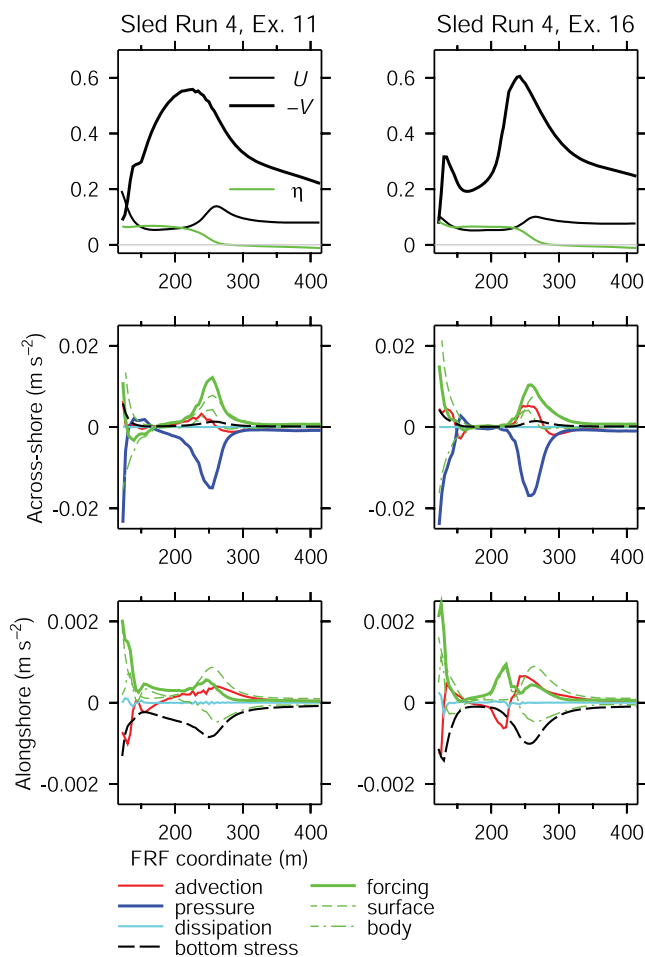 Sled Run 4, Ex. 11
Sled Run 4, Ex. 16
0.6
0.4
0.2
0
U
−V
η
200 300 400
0.6
0.4
0.2
0
200 300 400
Across-shore (m s⁻²)
0.02
0
-0.02
200 300 400
0.02
0
-0.02
200 300 400
Alongshore (m s⁻²)
0.002
0
-0.002
200 300 400
0.002
0
-0.002
200 300 400
FRF coordinate (m)
advection
pressure
dissipation
bottom stress
forcing
surface
body